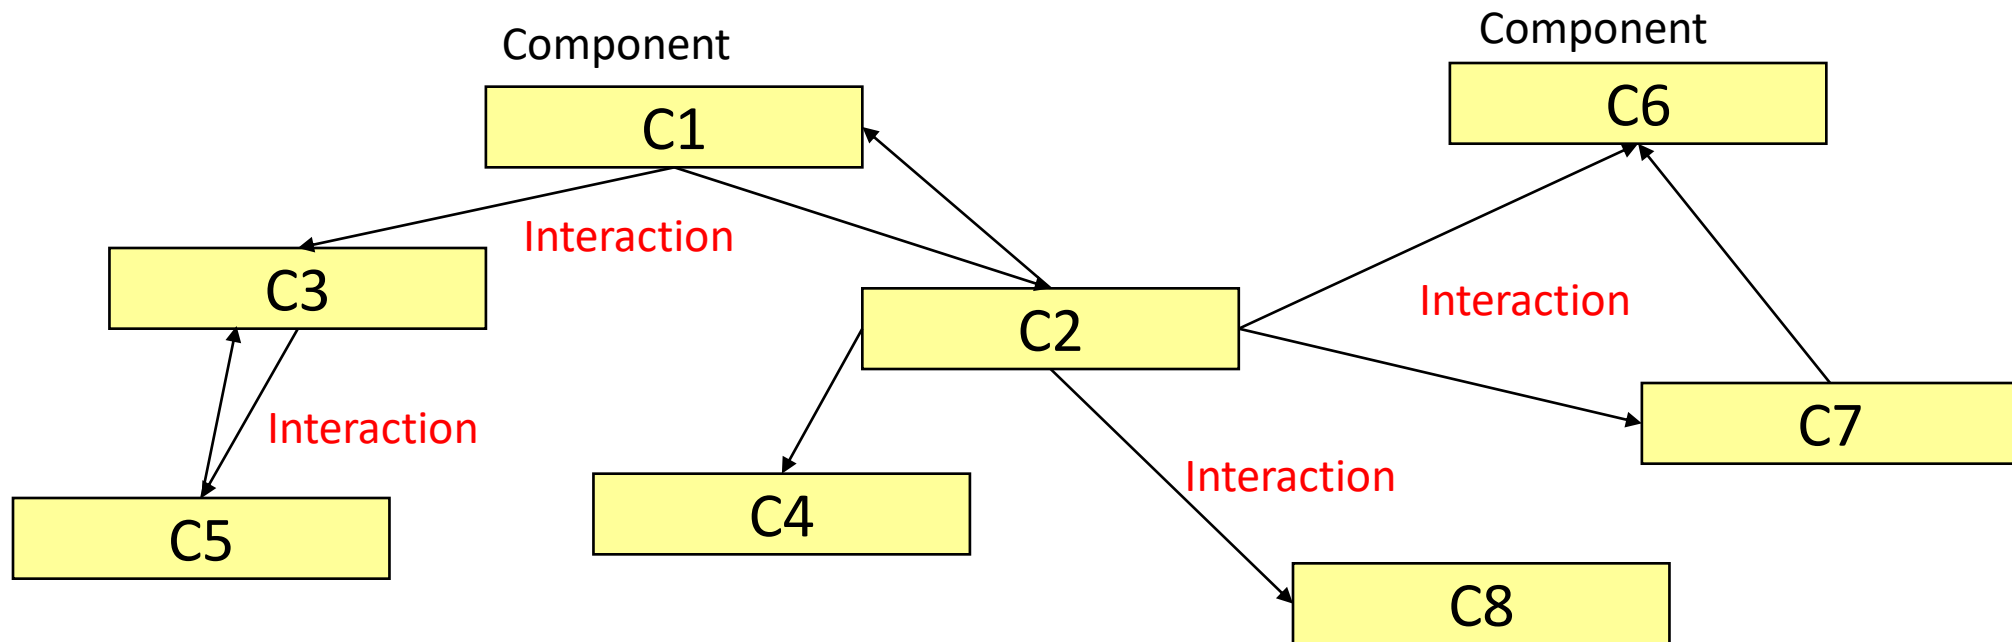 Component
Component
C1
C6
Interaction
C3
Interaction
C2
Interaction
C7
Interaction
C4
C5
C8